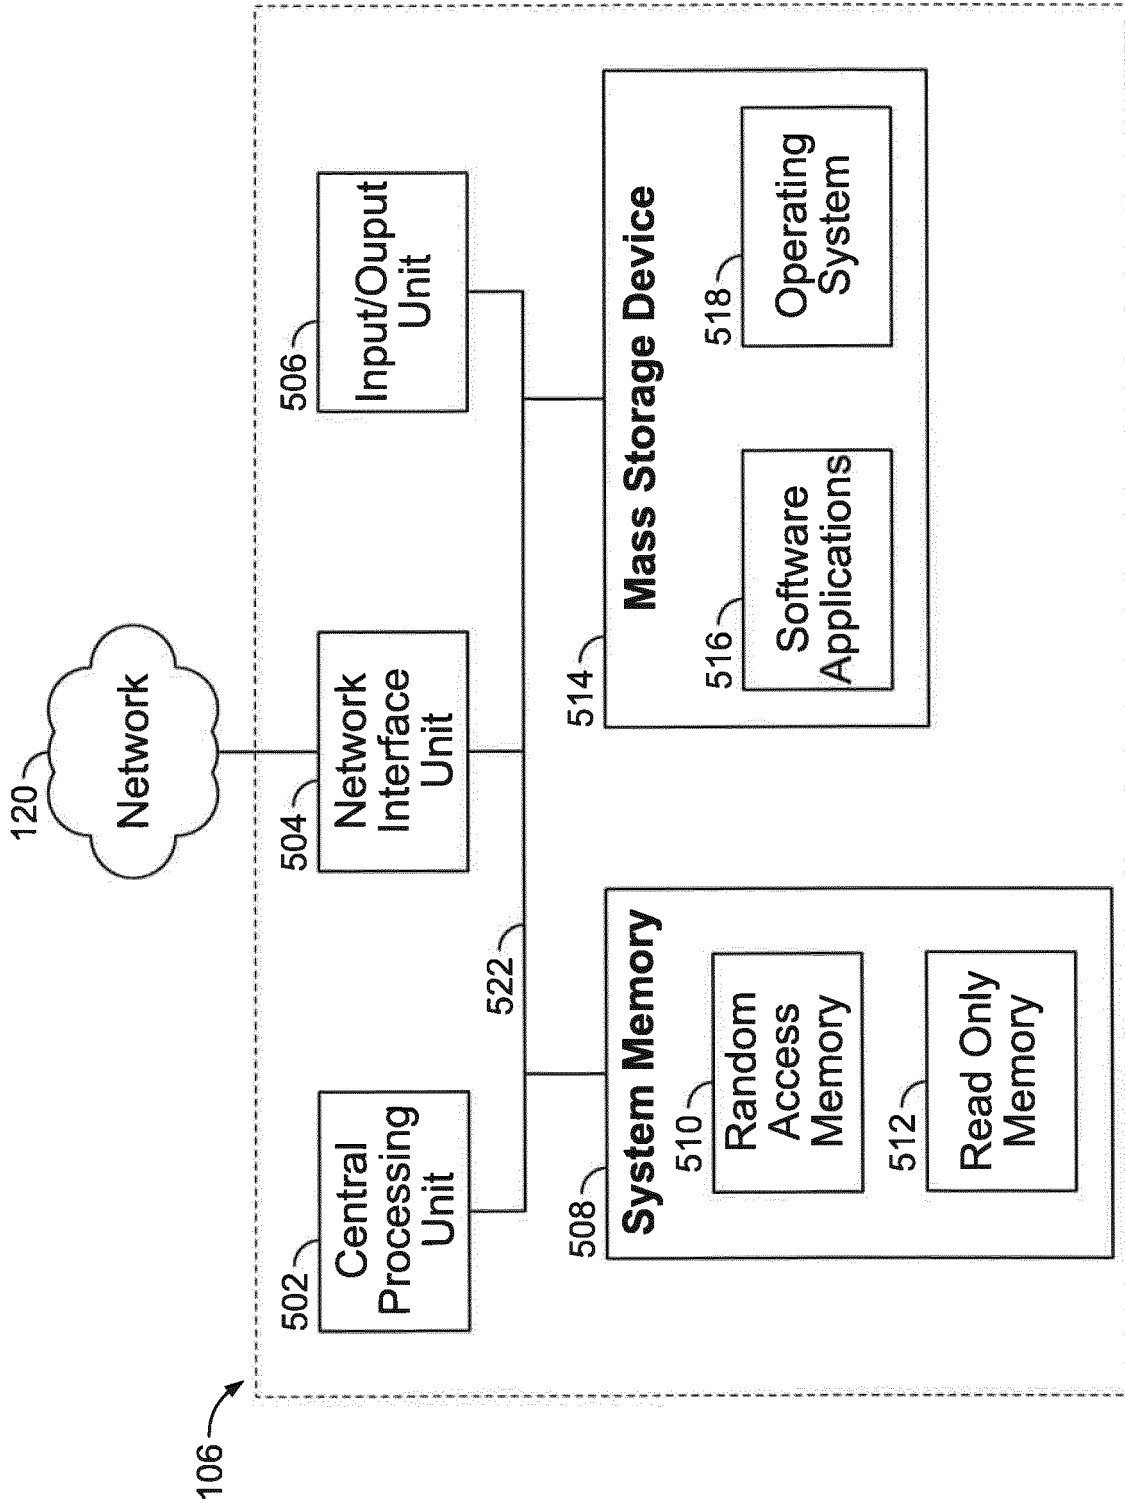 106
120
Network
502
Central
Processing
Unit
504
Network
Interface
Unit
506
Input/Ouput
Unit
522
508
System Memory
510
Random
Access
Memory
512
Read Only
Memory
514
Mass Storage Device
516
Software
Applications
518
Operating
System